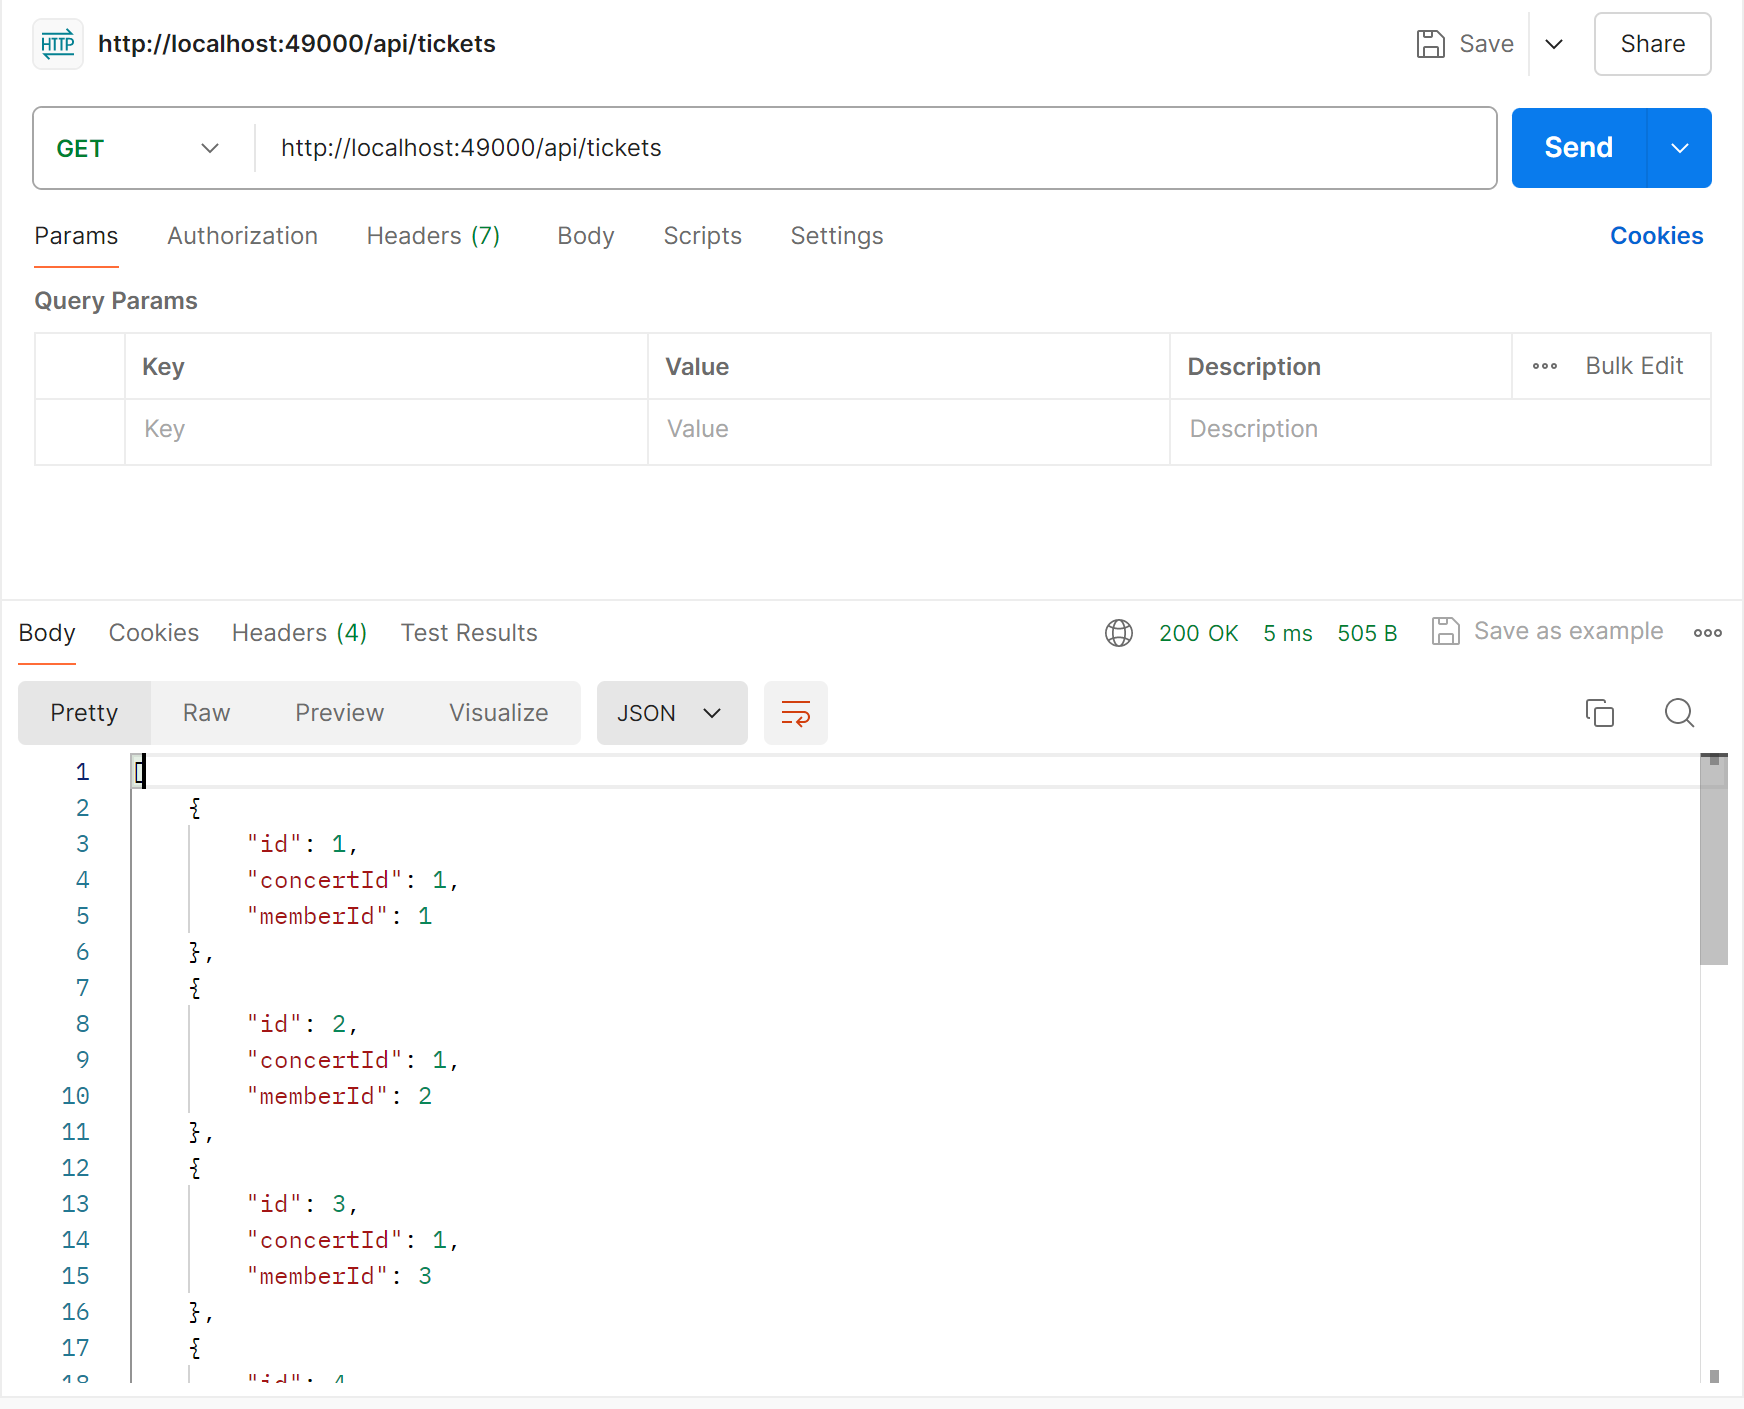 HTTP http://localhost:49000/api/tickets Save Share
GET http://localhost:49000/api/tickets Send
Params Authorization Headers (7) Body Scripts Settings Cookies
Query Params
Key Value Description Bulk Edit
Key Value Description
Body Cookies Headers (4) Test Results 200 OK 5 ms 505 B Save as example
Pretty Raw Preview Visualize JSON
1 [
2 {
3 "id": 1,
4 "concertId": 1,
5 "memberId": 1
6 },
7 {
8 "id": 2,
9 "concertId": 1,
10 "memberId": 2
11 },
12 {
13 "id": 3,
14 "concertId": 1,
15 "memberId": 3
16 },
17 {
18 "id": 4